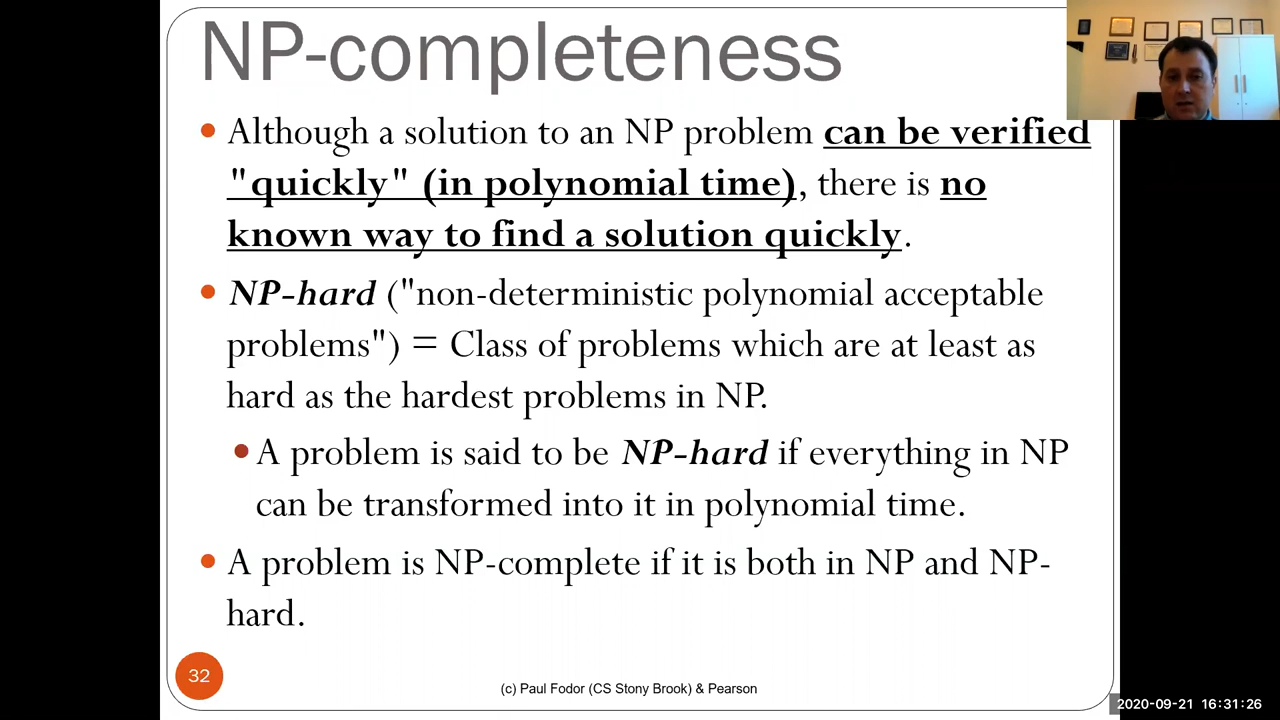 NP-completeness
• Although a solution to an NP problem can be verified
"quickly" (in polynomial time), there is no
known way to find a solution quickly.
• NP-hard ("non-deterministic polynomial acceptable
problems") = Class of problems which are at least as
hard as the hardest problems in NP.
• A problem is said to be NP-hard if everything in NP
can be transformed into it in polynomial time.
• A problem is NP-complete if it is both in NP and NP-
hard.
32
(c) Paul Fodor (CS Stony Brook) & Pearson
2020-09-21 16:31:26